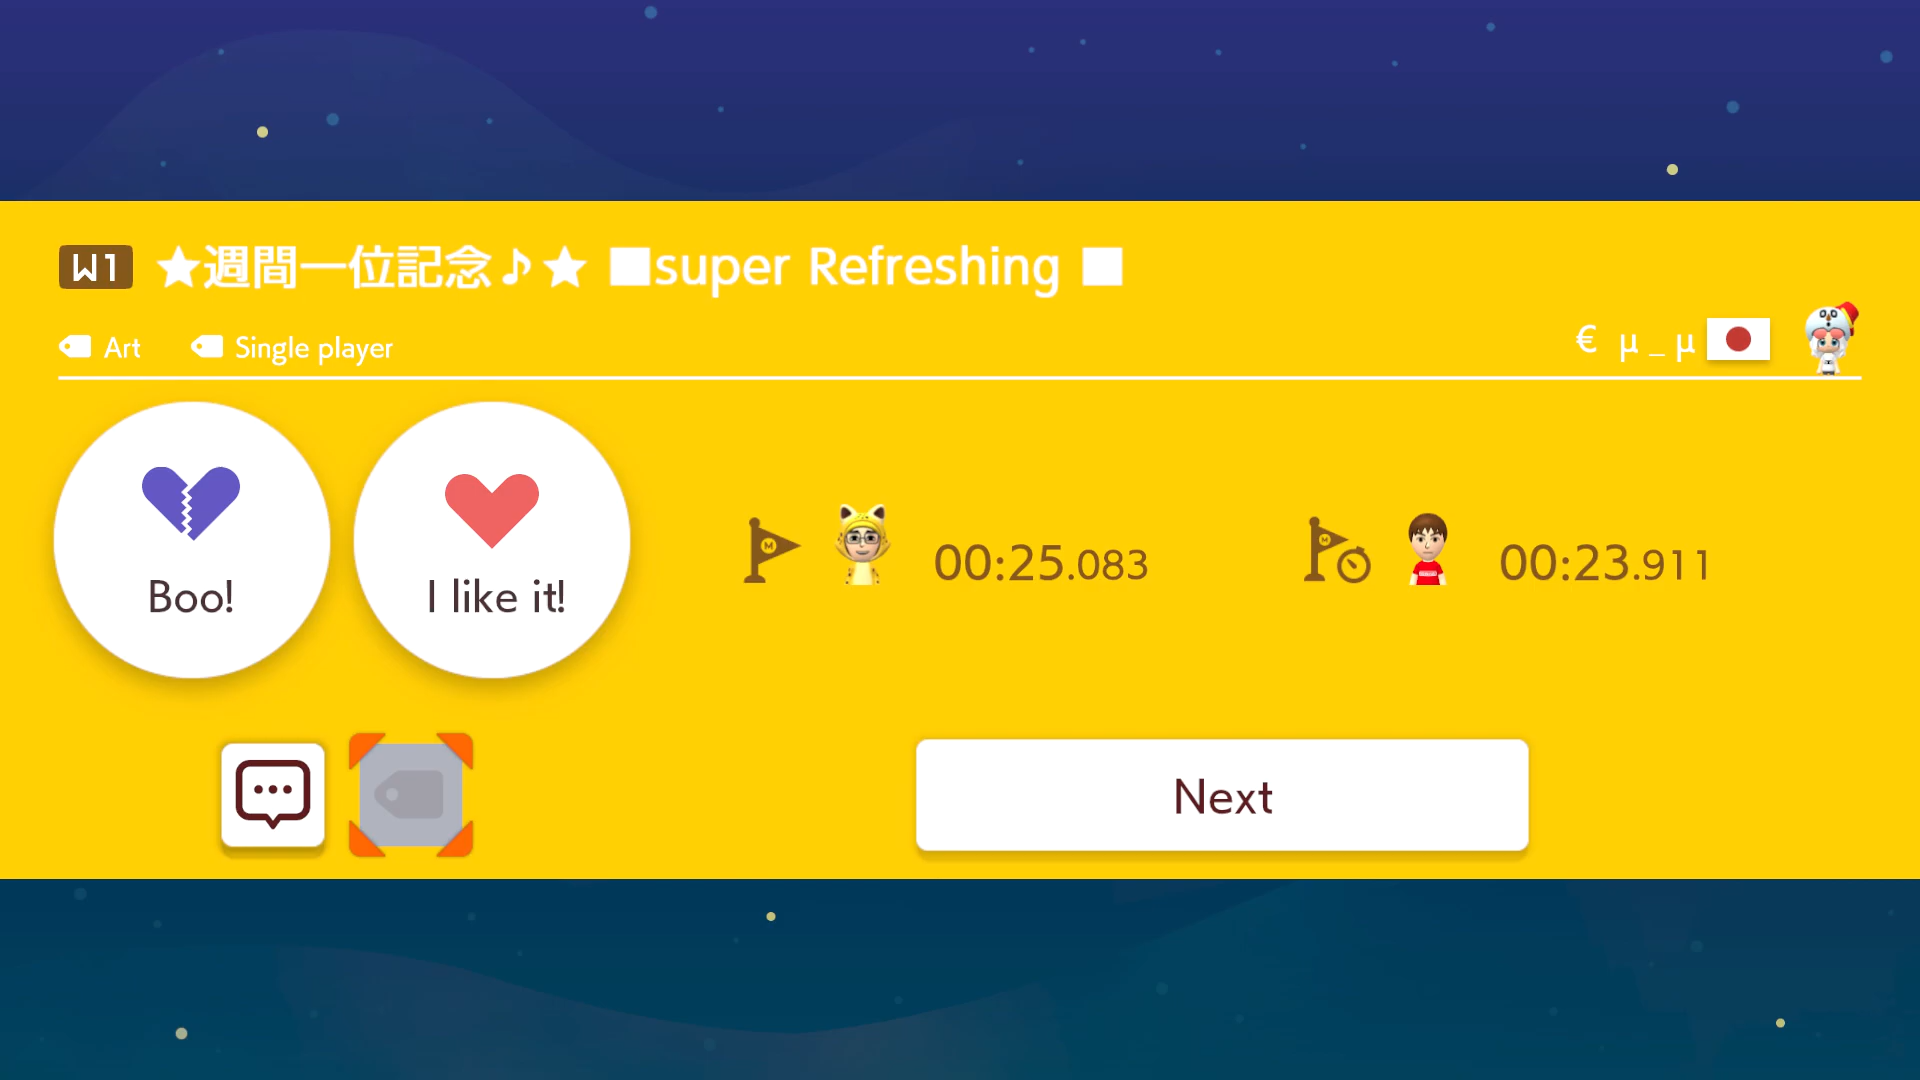 W1 ★週間一位記念♪★ ■super Refreshing ■
Art Single player
€ µ_µ
Boo!
I like it!
00:25.083
00:23.911
Next